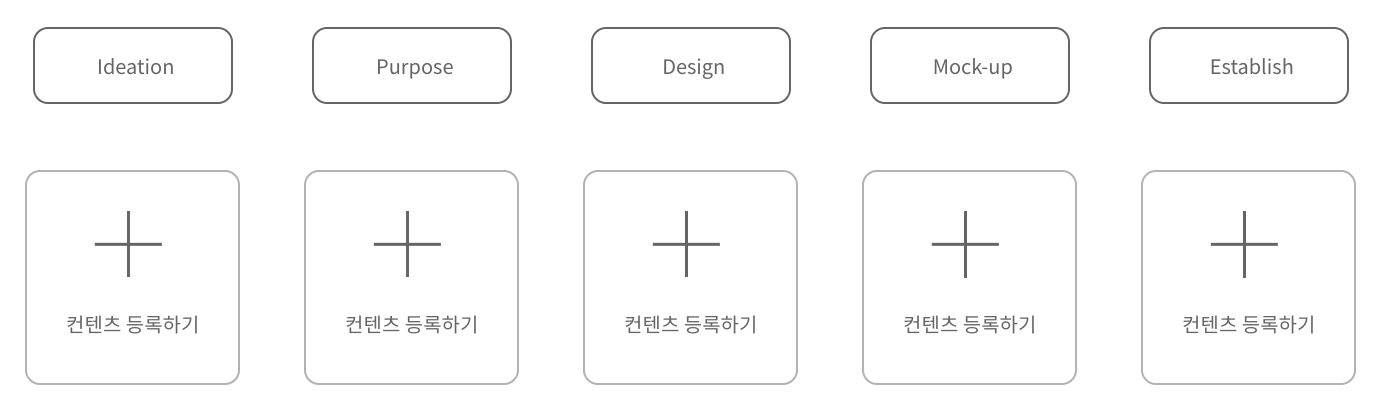 Ideation
Purpose
Design
Mock-up
Establish
컨텐츠 등록하기
컨텐츠 등록하기
컨텐츠 등록하기
컨텐츠 등록하기
컨텐츠 등록하기